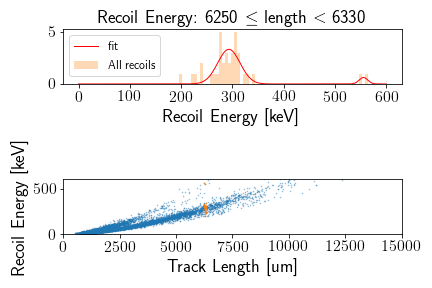 Recoil Energy: 6250 ≤ length < 6330
5
0
fit
All recoils
0 100 200 300 400 500 600
Recoil Energy [keV]
Recoil Energy [keV]
500
0
0 2500 5000 7500 10000 12500 15000
Track Length [um]